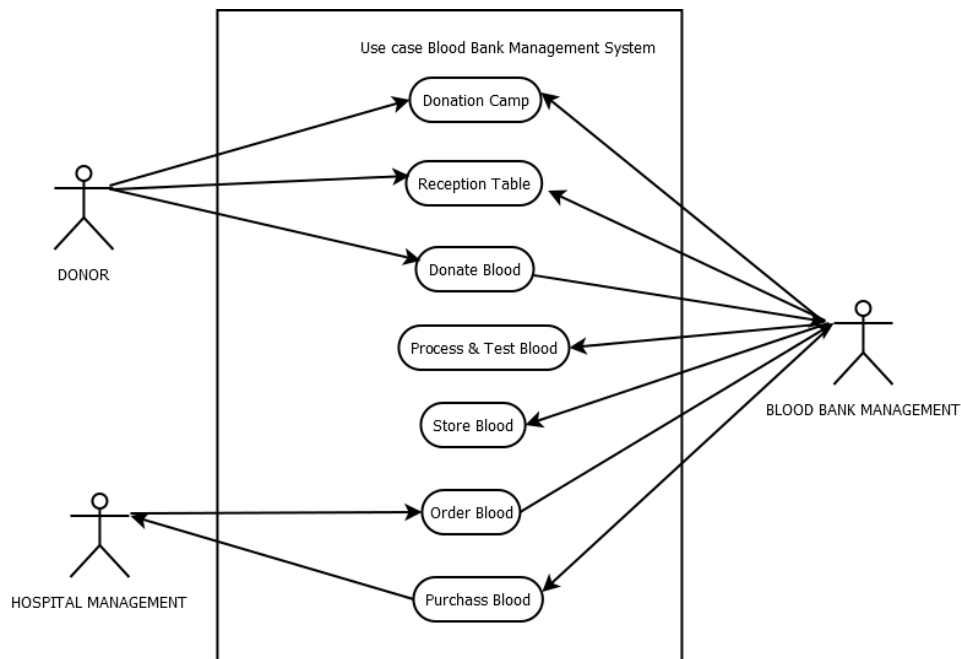 Use case Blood Bank Management System
Donation Camp
Reception Table
DONOR
Donate Blood
Process & Test Blood
BLOOD BANK MANAGEMENT
Store Blood
Order Blood
HOSPITAL MANAGEMENT
Purchass Blood